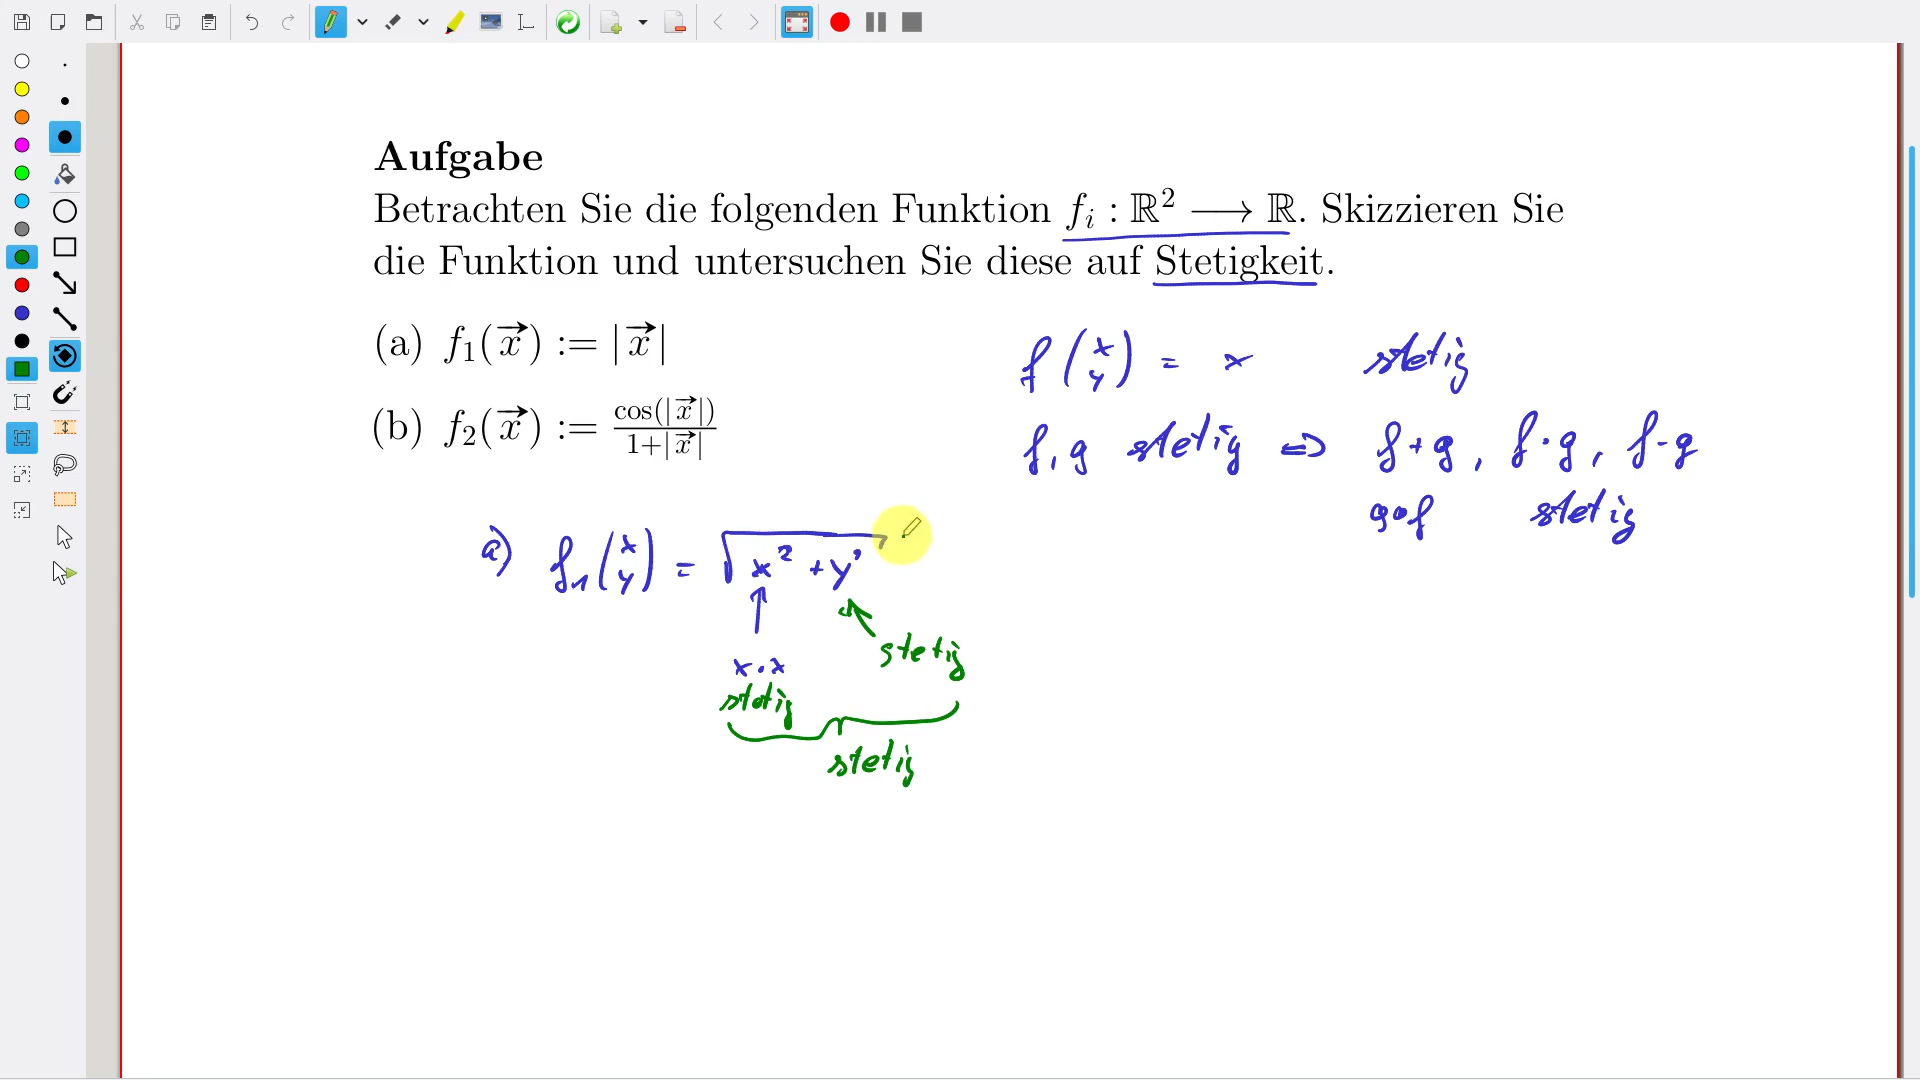 Aufgabe
Betrachten Sie die folgenden Funktion f_i : ℝ² ⟶ ℝ. Skizzieren Sie
die Funktion und untersuchen Sie diese auf Stetigkeit.
(a) f₁(x⃗) := |x⃗|
(b) f₂(x⃗) := cos(|x⃗|) / 1+|x⃗|
f (x y) = x stetig
f, g stetig ⇔ f+g, f·g, f-g
g∘f stetig
a) f₁ (x y) = √(x² + y²)
x·x
stetig
stetig
stetig